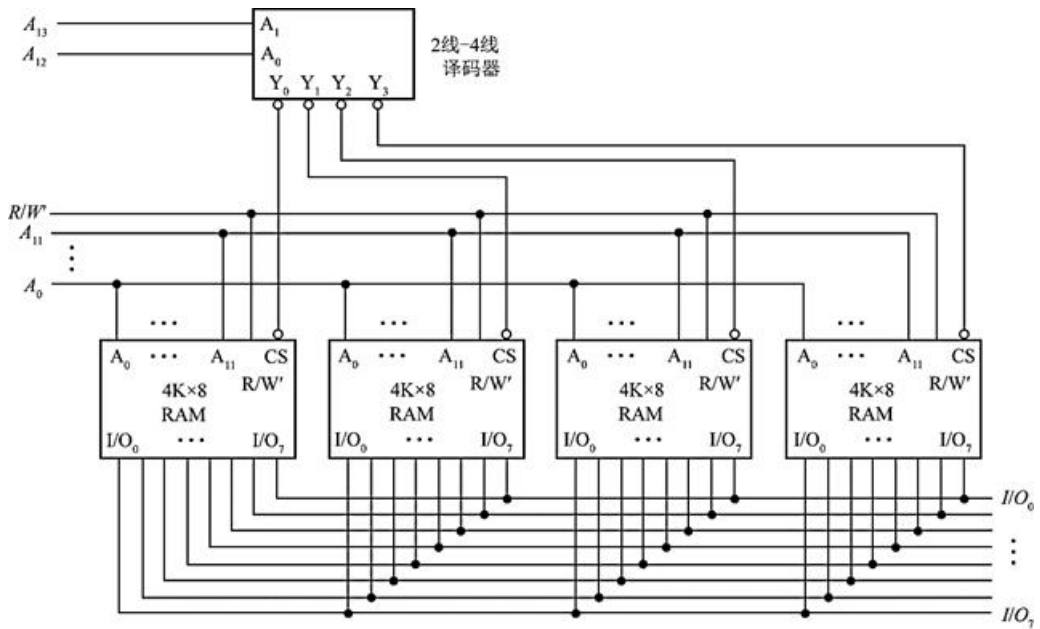 A₁₃
A₁
A₁₂
A₀
2线-4线
译码器
Y₀ Y₁ Y₂ Y₃
R/W'
A₁₁
⋮
A₀
··· ··· ··· ···
A₀ ··· A₁₁ CS A₀ ··· A₁₁ CS A₀ ··· A₁₁ CS A₀ ··· A₁₁ CS
R/W' R/W' R/W' R/W'
4K×8 4K×8 4K×8 4K×8
RAM RAM RAM RAM
I/O₀ ··· I/O₇ I/O₀ ··· I/O₇ I/O₀ ··· I/O₇ I/O₀ ··· I/O₇
I/O₀
⋮
I/O₇